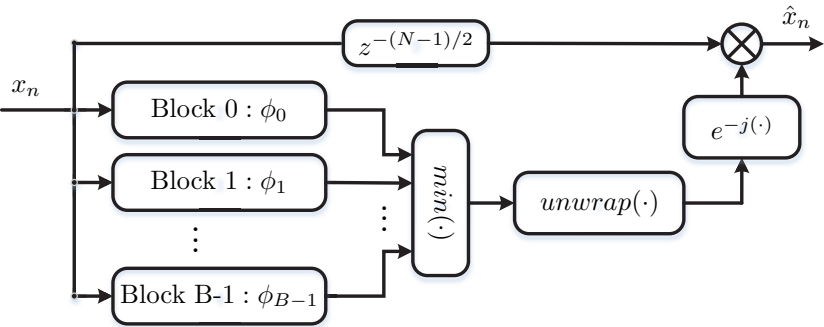 z^{-(N-1)/2}
x̂_n
x_n
Block 0 : ϕ_0
e^{-j(·)}
Block 1 : ϕ_1
min(·)
unwrap(·)
⋮
⋮
Block B-1 : ϕ_{B-1}